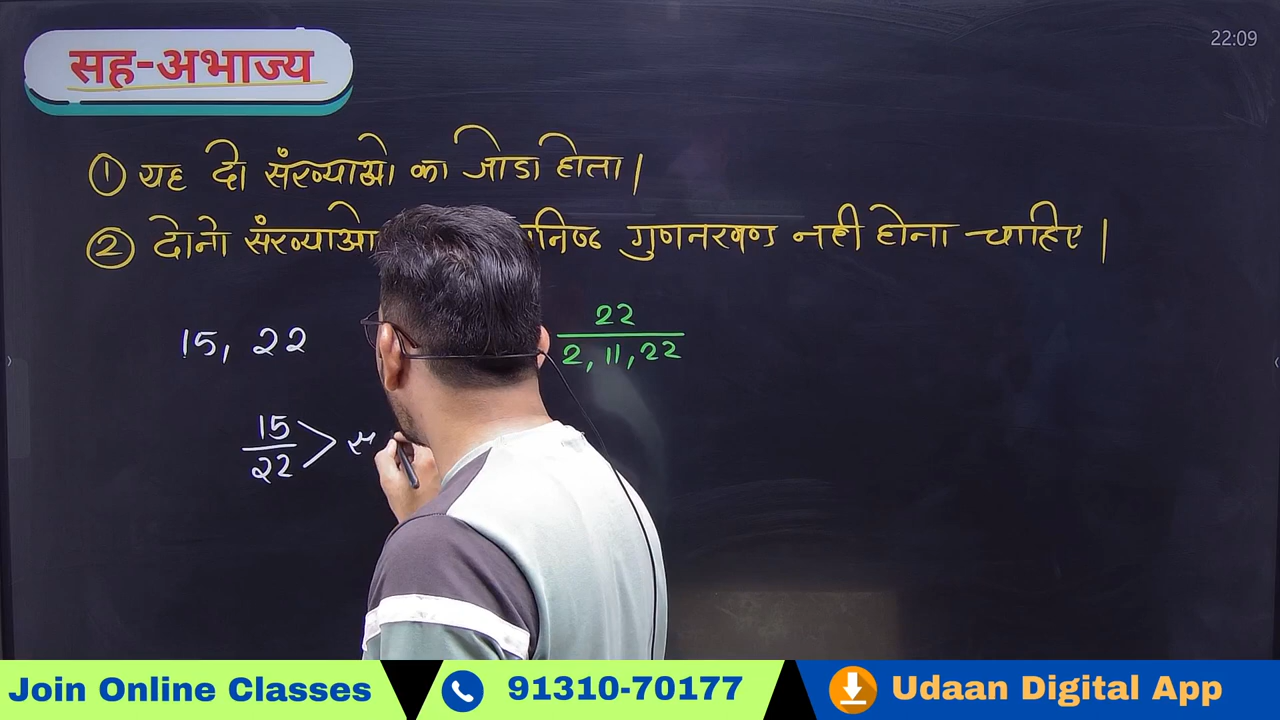 सह-अभाज्य
22:09
① यह दो संख्याओ का जोडा होता।
② दोनो संख्याओ गुणनखण्ड नही होना चाहिए।
15, 22
22
2, 11, 22
15
22
Join Online Classes
91310-70177
Udaan Digital App